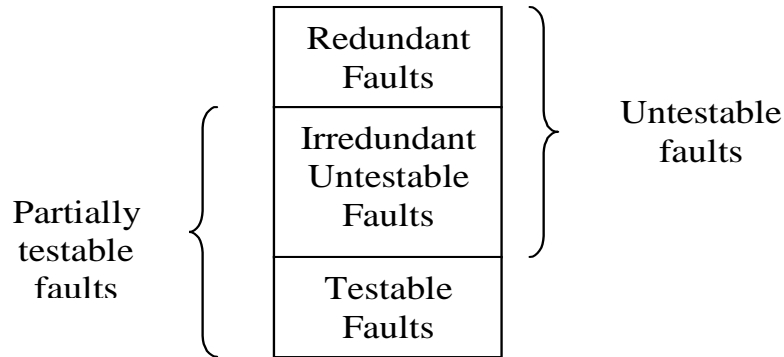 Redundant
Faults
Irredundant
Untestable
Faults
Testable
Faults
Untestable
faults
Partially
testable
faults